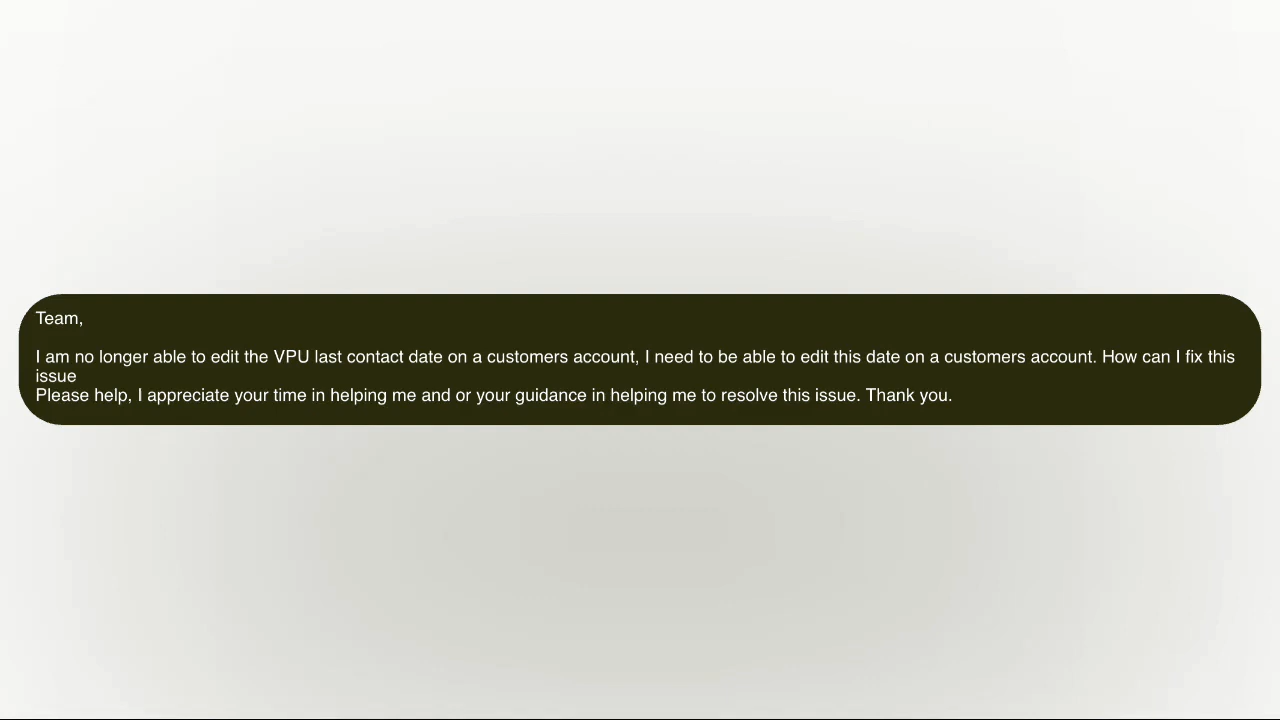 Team,
I am no longer able to edit the VPU last contact date on a customers account, I need to be able to edit this date on a customers account. How can I fix this
issue
Please help, I appreciate your time in helping me and or your guidance in helping me to resolve this issue. Thank you.